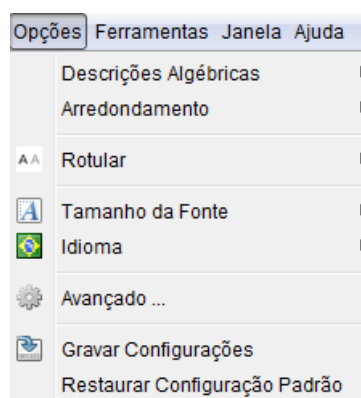 Opções Ferramentas Janela Ajuda
Descrições Algébricas
Arredondamento
AA Rotular
A Tamanho da Fonte
Idioma
Avançado ...
Gravar Configurações
Restaurar Configuração Padrão